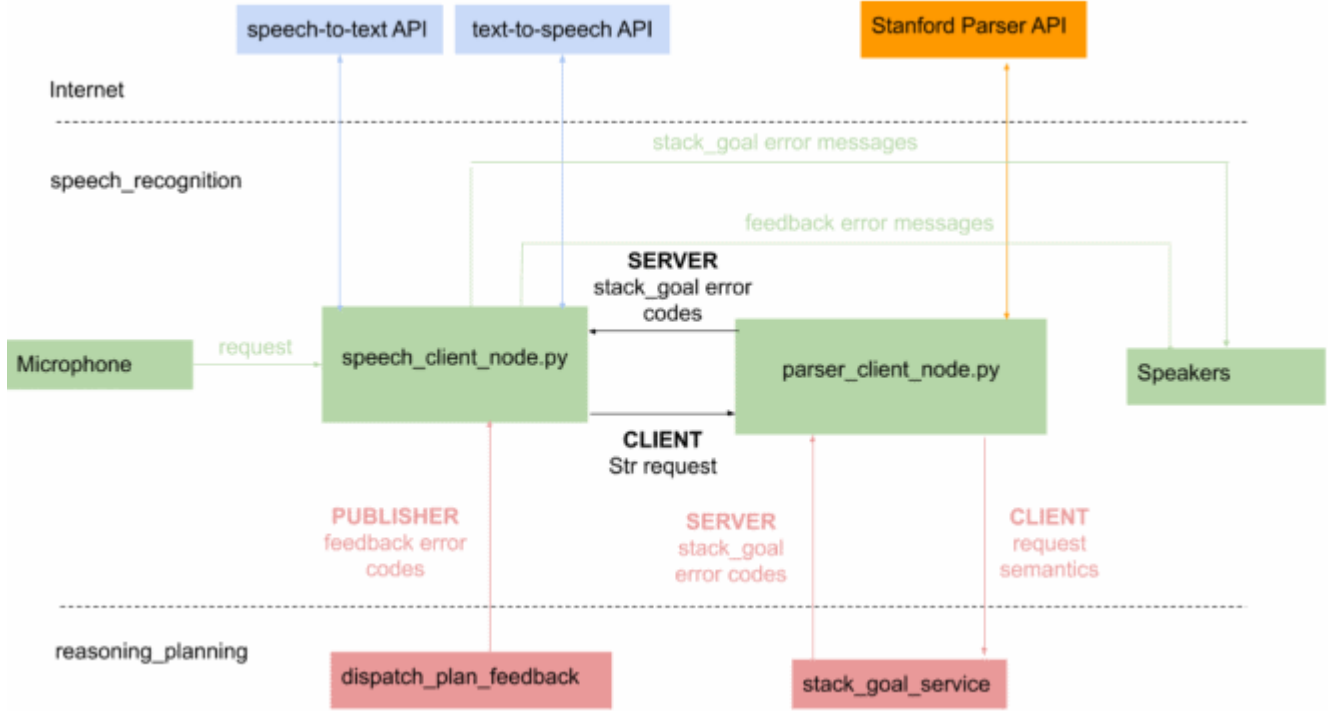 speech-to-text API
text-to-speech API
Stanford Parser API
Internet
stack_goal error messages
speech_recognition
feedback error messages
SERVER
stack_goal error
codes
request
Microphone
speech_client_node.py
parser_client_node.py
Speakers
CLIENT
Str request
PUBLISHER
feedback error
codes
SERVER
stack_goal
error codes
CLIENT
request
semantics
reasoning_planning
dispatch_plan_feedback
stack_goal_service